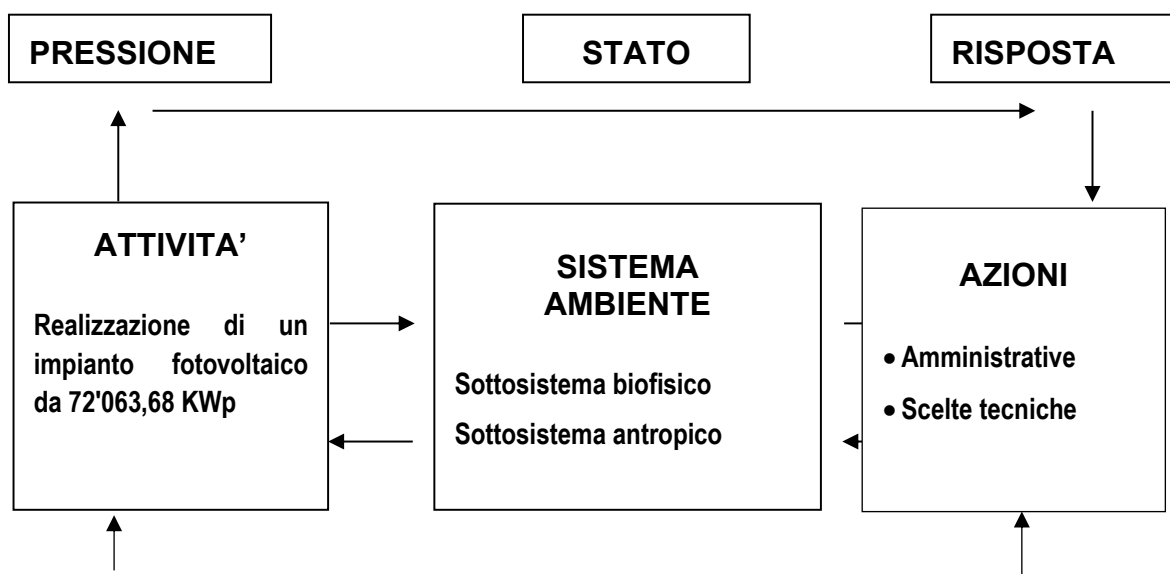 PRESSIONE
STATO
RISPOSTA
ATTIVITA’
Realizzazione di un
impianto fotovoltaico
da 72'063,68 KWp
SISTEMA
AMBIENTE
Sottosistema biofisico
Sottosistema antropico
AZIONI
• Amministrative
• Scelte tecniche